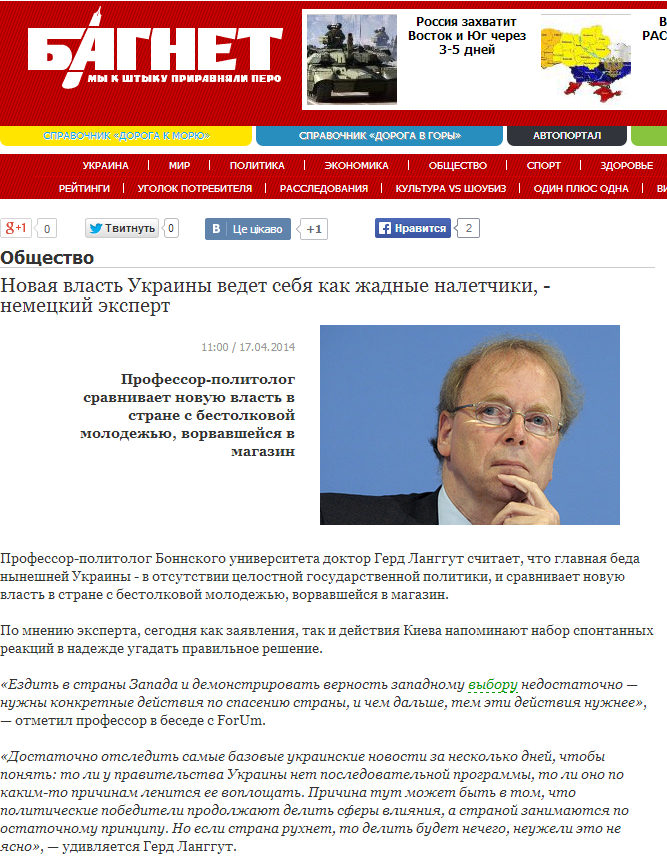 БАГНЕТ
МЫ К ШТЫКУ ПРИРАВНЯЛИ ПЕРО
Россия захватит
Восток и Юг через
3-5 дней
В
РАС
СПРАВОЧНИК «ДОРОГА К МОРЮ»
СПРАВОЧНИК «ДОРОГА В ГОРЫ»
АВТОПОРТАЛ
УКРАИНА
МИР
ПОЛИТИКА
ЭКОНОМИКА
ОБЩЕСТВО
СПОРТ
ЗДОРОВЬЕ
РЕЙТИНГИ
УГОЛОК ПОТРЕБИТЕЛЯ
РАССЛЕДОВАНИЯ
КУЛЬТУРА VS ШОУБИЗ
ОДИН ПЛЮС ОДНА
ВИ
g+1 0
Твитнуть 0
В Це цікаво +1
f Нравится 2
Общество
Новая власть Украины ведет себя как жадные налетчики, -
немецкий эксперт
11:00 / 17.04.2014
Профессор-политолог
сравнивает новую власть в
стране с бестолковой
молодежью, ворвавшейся в
магазин
Профессор-политолог Боннского университета доктор Герд Ланггут считает, что главная беда
нынешней Украины - в отсутствии целостной государственной политики, и сравнивает новую
власть в стране с бестолковой молодежью, ворвавшейся в магазин.
По мнению эксперта, сегодня как заявления, так и действия Киева напоминают набор спонтанных
реакций в надежде угадать правильное решение.
«Ездить в страны Запада и демонстрировать верность западному выбору недостаточно —
нужны конкретные действия по спасению страны, и чем дальше, тем эти действия нужнее»,
— отметил профессор в беседе с ForUm.
«Достаточно отследить самые базовые украинские новости за несколько дней, чтобы
понять: то ли у правительства Украины нет последовательной программы, то ли оно по
каким-то причинам ленится ее воплощать. Причина тут может быть в том, что
политические победители продолжают делить сферы влияния, а страной занимаются по
остаточному принципу. Но если страна рухнет, то делить будет нечего, неужели это не
ясно», — удивляется Герд Ланггут.